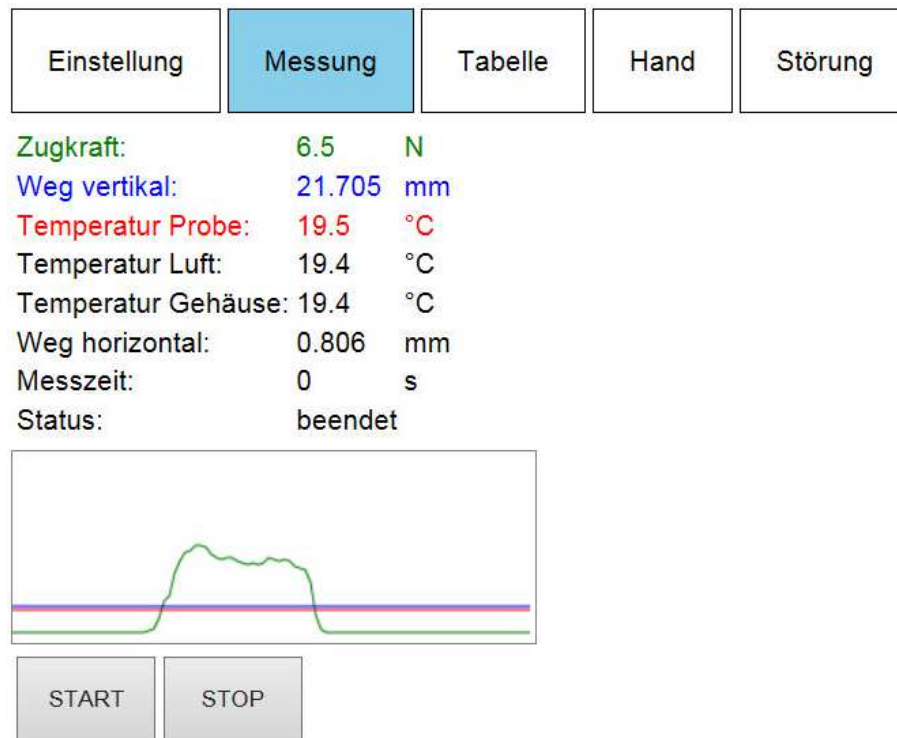 Einstellung Messung Tabelle Hand Störung
Zugkraft: 6.5 N
Weg vertikal: 21.705 mm
Temperatur Probe: 19.5 °C
Temperatur Luft: 19.4 °C
Temperatur Gehäuse: 19.4 °C
Weg horizontal: 0.806 mm
Messzeit: 0 s
Status: beendet
START STOP